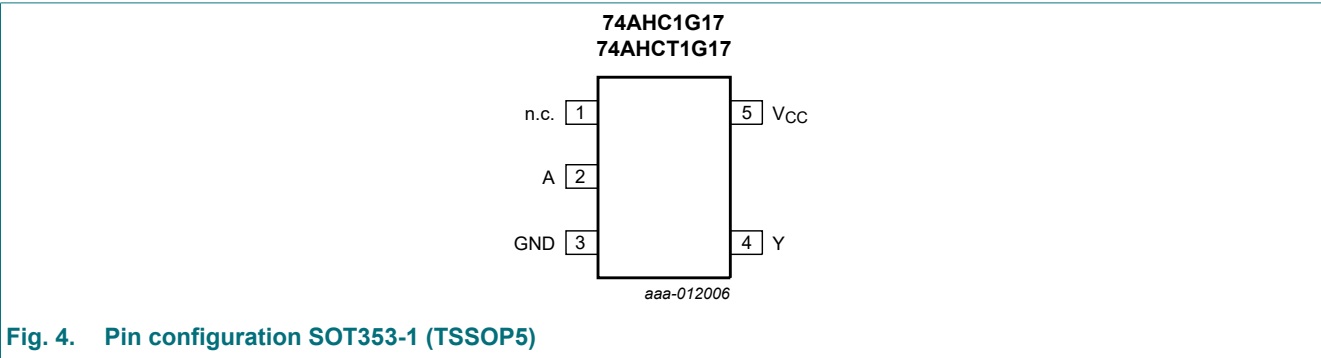 74AHC1G17
74AHCT1G17
n.c. 1
5 VCC
A 2
GND 3
4 Y
aaa-012006
Fig. 4. Pin configuration SOT353-1 (TSSOP5)